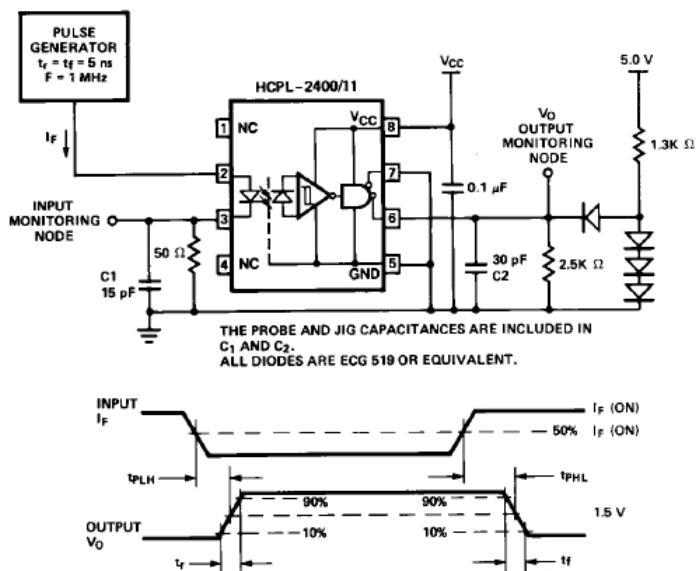 PULSE
GENERATOR
tr = tf = 5 ns
F = 1 MHz
IF
HCPL-2400/11
VCC
5.0 V
1 NC
VCC 8
VO
OUTPUT
MONITORING
NODE
1.3K Ω
2
7
0.1 μF
INPUT
MONITORING
NODE
3
6
50 Ω
C1
15 pF
4 NC
GND 5
30 pF
C2
2.5K Ω
THE PROBE AND JIG CAPACITANCES ARE INCLUDED IN
C1 AND C2.
ALL DIODES ARE ECG 519 OR EQUIVALENT.
INPUT
IF
IF (ON)
50% IF (ON)
tPLH
tPHL
90% 90%
1.5 V
OUTPUT
VO
10% 10%
tr
tf